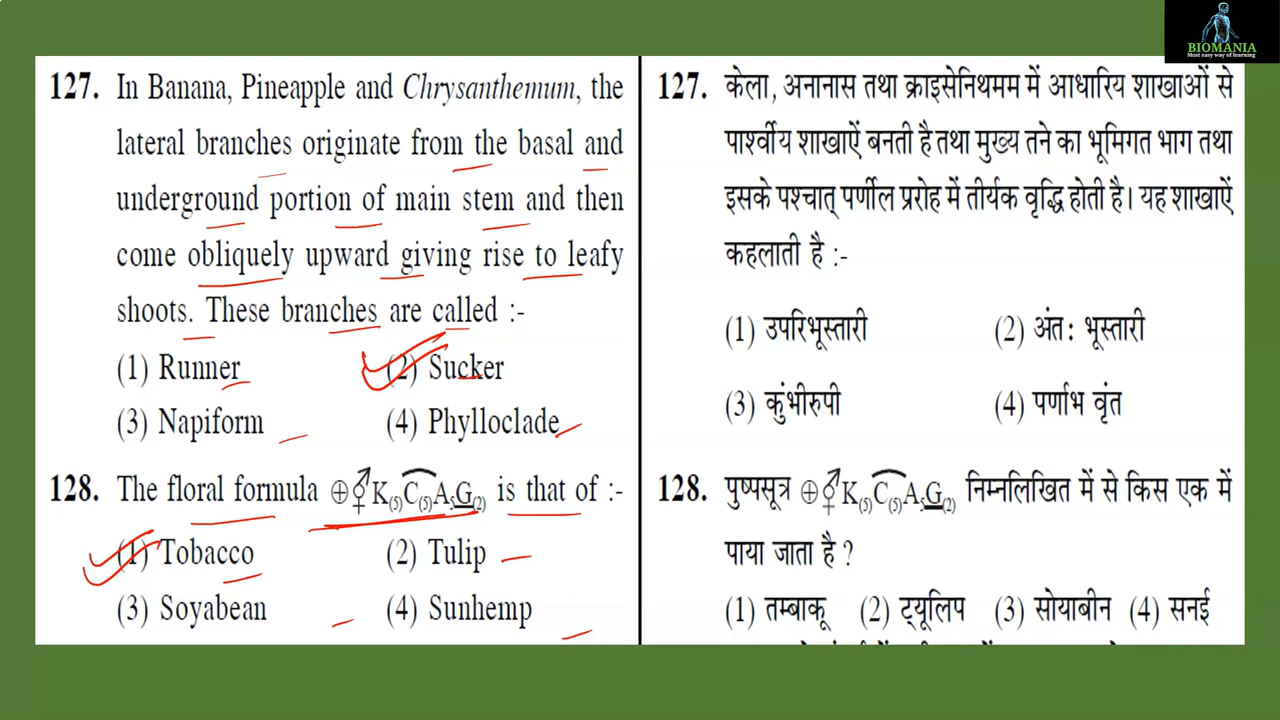 BIOMANIA
Most easy way of learning
127. In Banana, Pineapple and Chrysanthemum, the
lateral branches originate from the basal and
underground portion of main stem and then
come obliquely upward giving rise to leafy
shoots. These branches are called :-
(1) Runner (2) Sucker
(3) Napiform (4) Phylloclade
128. The floral formula ⊕⚥K(5)C(5)A5G(2) is that of :-
(1) Tobacco (2) Tulip
(3) Soyabean (4) Sunhemp
127. केला, अनानास तथा क्राइसेनिथमम में आधारिय शाखाओं से
पार्श्वीय शाखाऐं बनती है तथा मुख्य तने का भूमिगत भाग तथा
इसके पश्चात् पर्णील प्ररोह में तीर्यक वृद्धि होती है। यह शाखाऐं
कहलाती है :-
(1) उपरिभूस्तारी (2) अंतः भूस्तारी
(3) कुंभीरुपी (4) पर्णाभ वृंत
128. पुष्पसूत्र ⊕⚥K(5)C(5)A5G(2) निम्नलिखित में से किस एक में
पाया जाता है ?
(1) तम्बाकू (2) ट्यूलिप (3) सोयाबीन (4) सनई